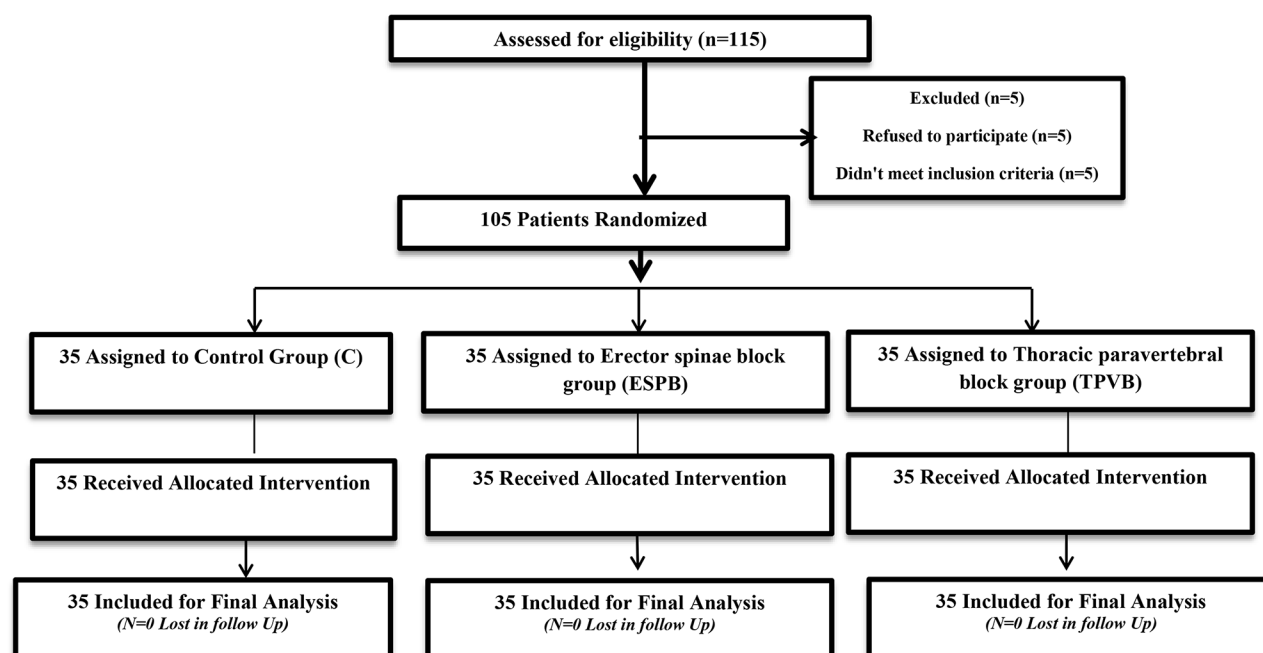 Assessed for eligibility (n=115)
Excluded (n=5)
Refused to participate (n=5)
Didn't meet inclusion criteria (n=5)
105 Patients Randomized
35 Assigned to Control Group (C)
35 Assigned to Erector spinae block
group (ESPB)
35 Assigned to Thoracic paravertebral
block group (TPVB)
35 Received Allocated Intervention
35 Received Allocated Intervention
35 Received Allocated Intervention
35 Included for Final Analysis
(N=0 Lost in follow Up)
35 Included for Final Analysis
(N=0 Lost in follow Up)
35 Included for Final Analysis
(N=0 Lost in follow Up)